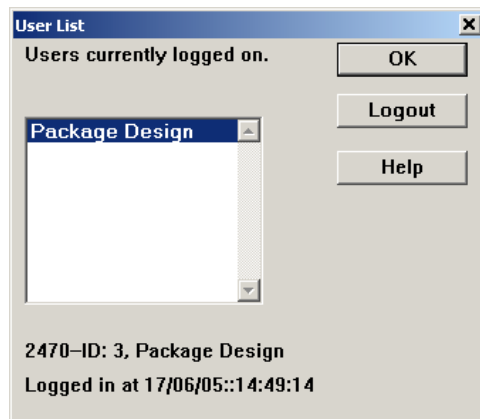 User List
Users currently logged on.
OK
Logout
Package Design
Help
2470–ID: 3, Package Design
Logged in at 17/06/05::14:49:14